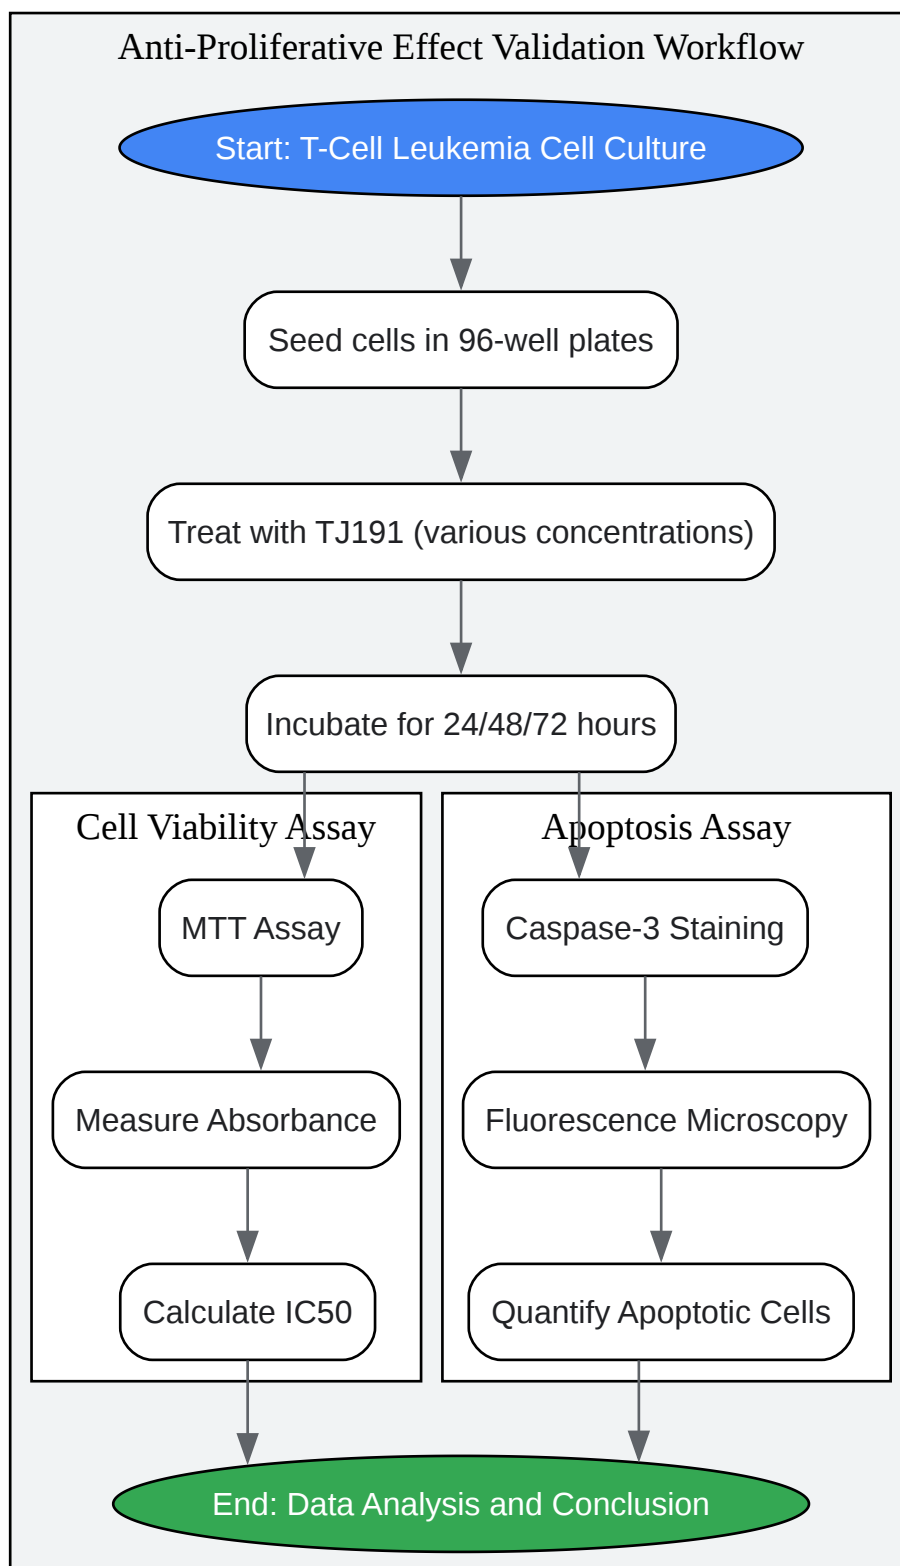 Anti-Proliferative Effect Validation Workflow
Start: T-Cell Leukemia Cell Culture
Seed cells in 96-well plates
Treat with TJ191 (various concentrations)
Incubate for 24/48/72 hours
Cell Viability Assay
MTT Assay
Measure Absorbance
Calculate IC50
Apoptosis Assay
Caspase-3 Staining
Fluorescence Microscopy
Quantify Apoptotic Cells
End: Data Analysis and Conclusion